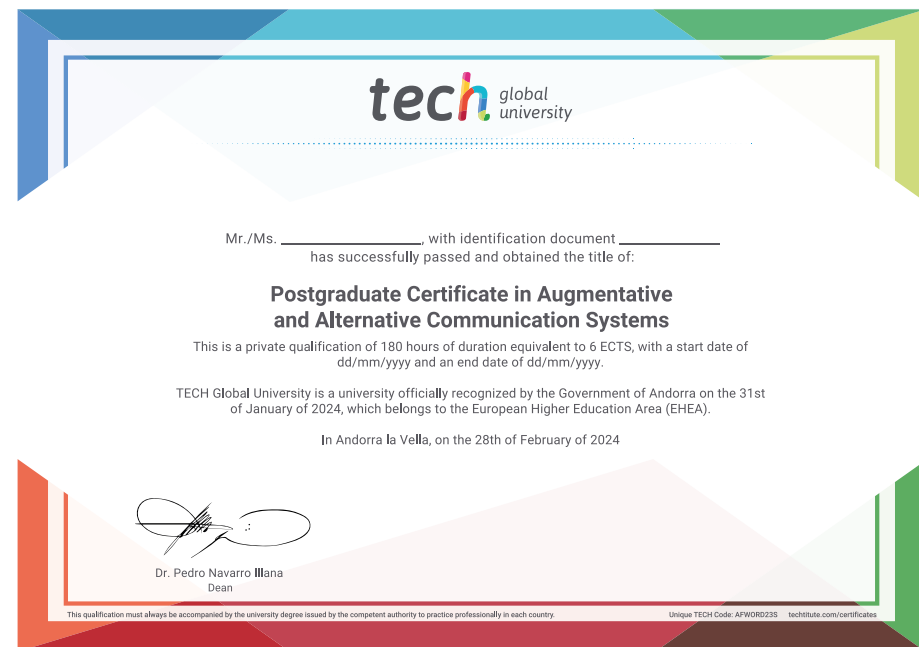 tech global
university
Mr./Ms. ____________________, with identification document ______________
has successfully passed and obtained the title of:
Postgraduate Certificate in Augmentative
and Alternative Communication Systems
This is a private qualification of 180 hours of duration equivalent to 6 ECTS, with a start date of
dd/mm/yyyy and an end date of dd/mm/yyyy.
TECH Global University is a university officially recognized by the Government of Andorra on the 31st
of January of 2024, which belongs to the European Higher Education Area (EHEA).
In Andorra la Vella, on the 28th of February of 2024
Dr. Pedro Navarro Illana
Dean
This qualification must always be accompanied by the university degree issued by the competent authority to practice professionally in each country.
Unique TECH Code: AFWORD23S techtitute.com/certificates